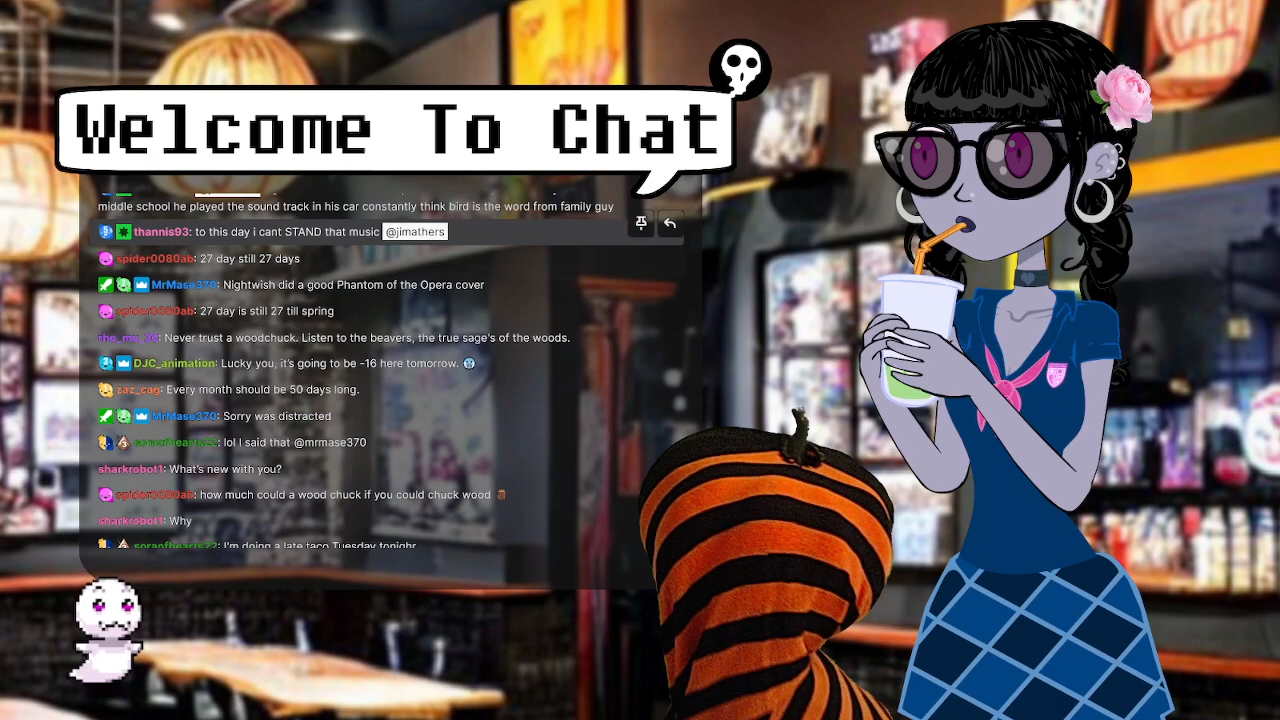 Welcome To Chat
middle school he played the sound track in his car constantly think bird is the word from family guy
thannis93: to this day i cant STAND that music @jimathers
spider0080ab: 27 day still 27 days
MrMase370: Nightwish did a good Phantom of the Opera cover
spider0080ab: 27 day is still 27 till spring
Never trust a woodchuck. Listen to the beavers, the true sage's of the woods.
DJC_animation: Lucky you, it's going to be -16 here tomorrow.
zaz_cag: Every month should be 50 days long.
MrMase370: Sorry was distracted
soraofhearts22: lol I said that @mrmase370
sharkrobot1: What's new with you?
spider0080ab: how much could a wood chuck if you could chuck wood
sharkrobot1: Why
soraofhearts22: I'm doing a late taco Tuesday tonight